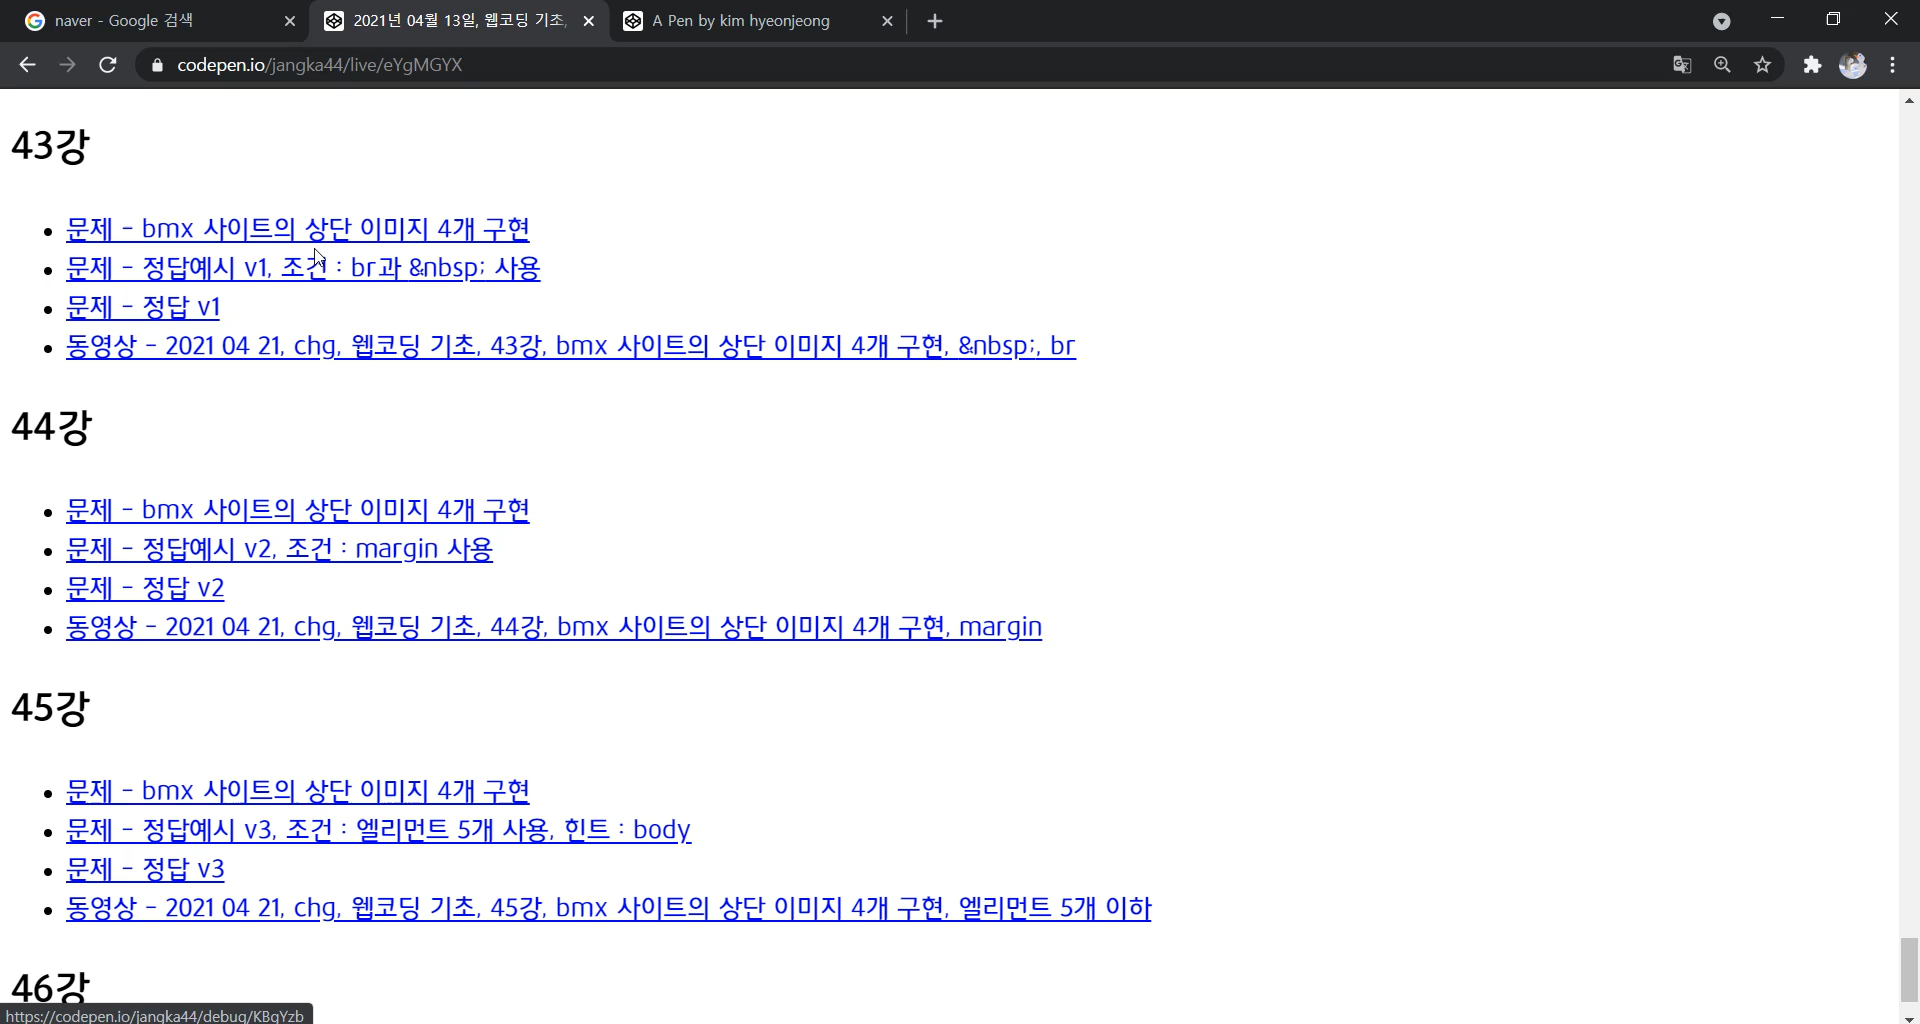 naver - Google 검색
2021년 04월 13일, 웹코딩 기초,
A Pen by kim hyeonjeong
codepen.io/jangka44/live/eYgMGYX
43강
문제 - bmx 사이트의 상단 이미지 4개 구현
문제 - 정답예시 v1, 조건 : br과 &nbsp; 사용
문제 - 정답 v1
동영상 - 2021 04 21, chg, 웹코딩 기초, 43강, bmx 사이트의 상단 이미지 4개 구현, &nbsp;, br
44강
문제 - bmx 사이트의 상단 이미지 4개 구현
문제 - 정답예시 v2, 조건 : margin 사용
문제 - 정답 v2
동영상 - 2021 04 21, chg, 웹코딩 기초, 44강, bmx 사이트의 상단 이미지 4개 구현, margin
45강
문제 - bmx 사이트의 상단 이미지 4개 구현
문제 - 정답예시 v3, 조건 : 엘리먼트 5개 사용, 힌트 : body
문제 - 정답 v3
동영상 - 2021 04 21, chg, 웹코딩 기초, 45강, bmx 사이트의 상단 이미지 4개 구현, 엘리먼트 5개 이하
46강
https://codepen.io/jangka44/debug/KBgYzb